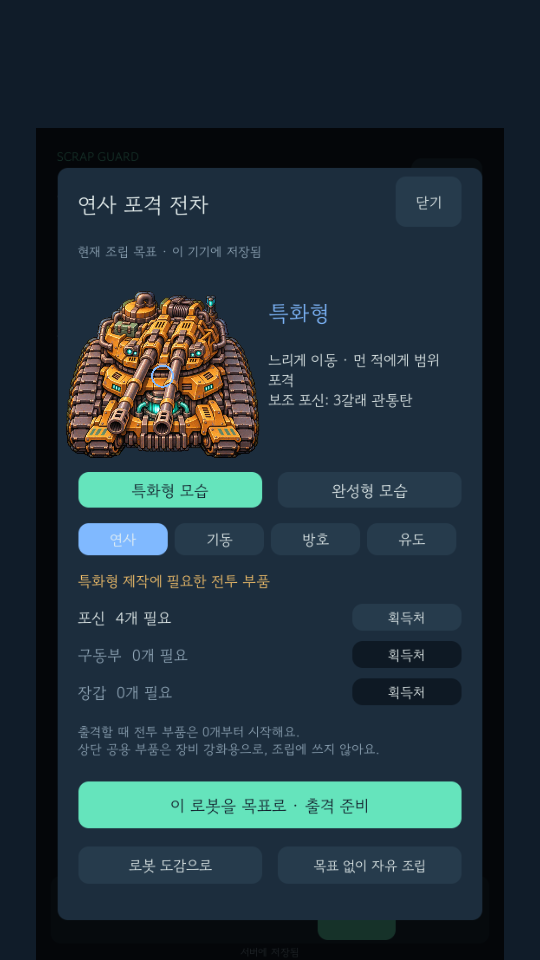 SCRAP GUARD
연사 포격 전차
닫기
현재 조립 목표 · 이 기기에 저장됨
특화형
느리게 이동 · 먼 적에게 범위
포격
보조 포신: 3갈래 관통탄
특화형 모습
완성형 모습
연사
기동
방호
유도
특화형 제작에 필요한 전투 부품
포신 4개 필요
획득처
구동부 0개 필요
획득처
장갑 0개 필요
획득처
출격할 때 전투 부품은 0개부터 시작해요.
상단 공용 부품은 장비 강화용으로, 조립에 쓰지 않아요.
이 로봇을 목표로 · 출격 준비
로봇 도감으로
목표 없이 자유 조립
서버에 저장됨